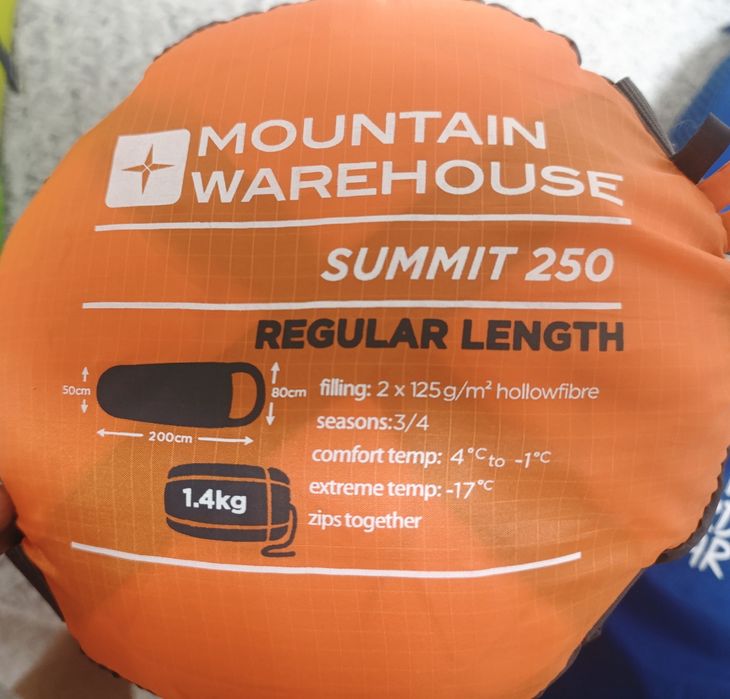 MOUNTAIN
WAREHOUSE
SUMMIT 250
REGULAR LENGTH
50cm
80cm
200cm
filling: 2 x 125g/m² hollowfibre
seasons:3/4
comfort temp: 4°C to -1°C
extreme temp: -17°C
zips together
1.4kg